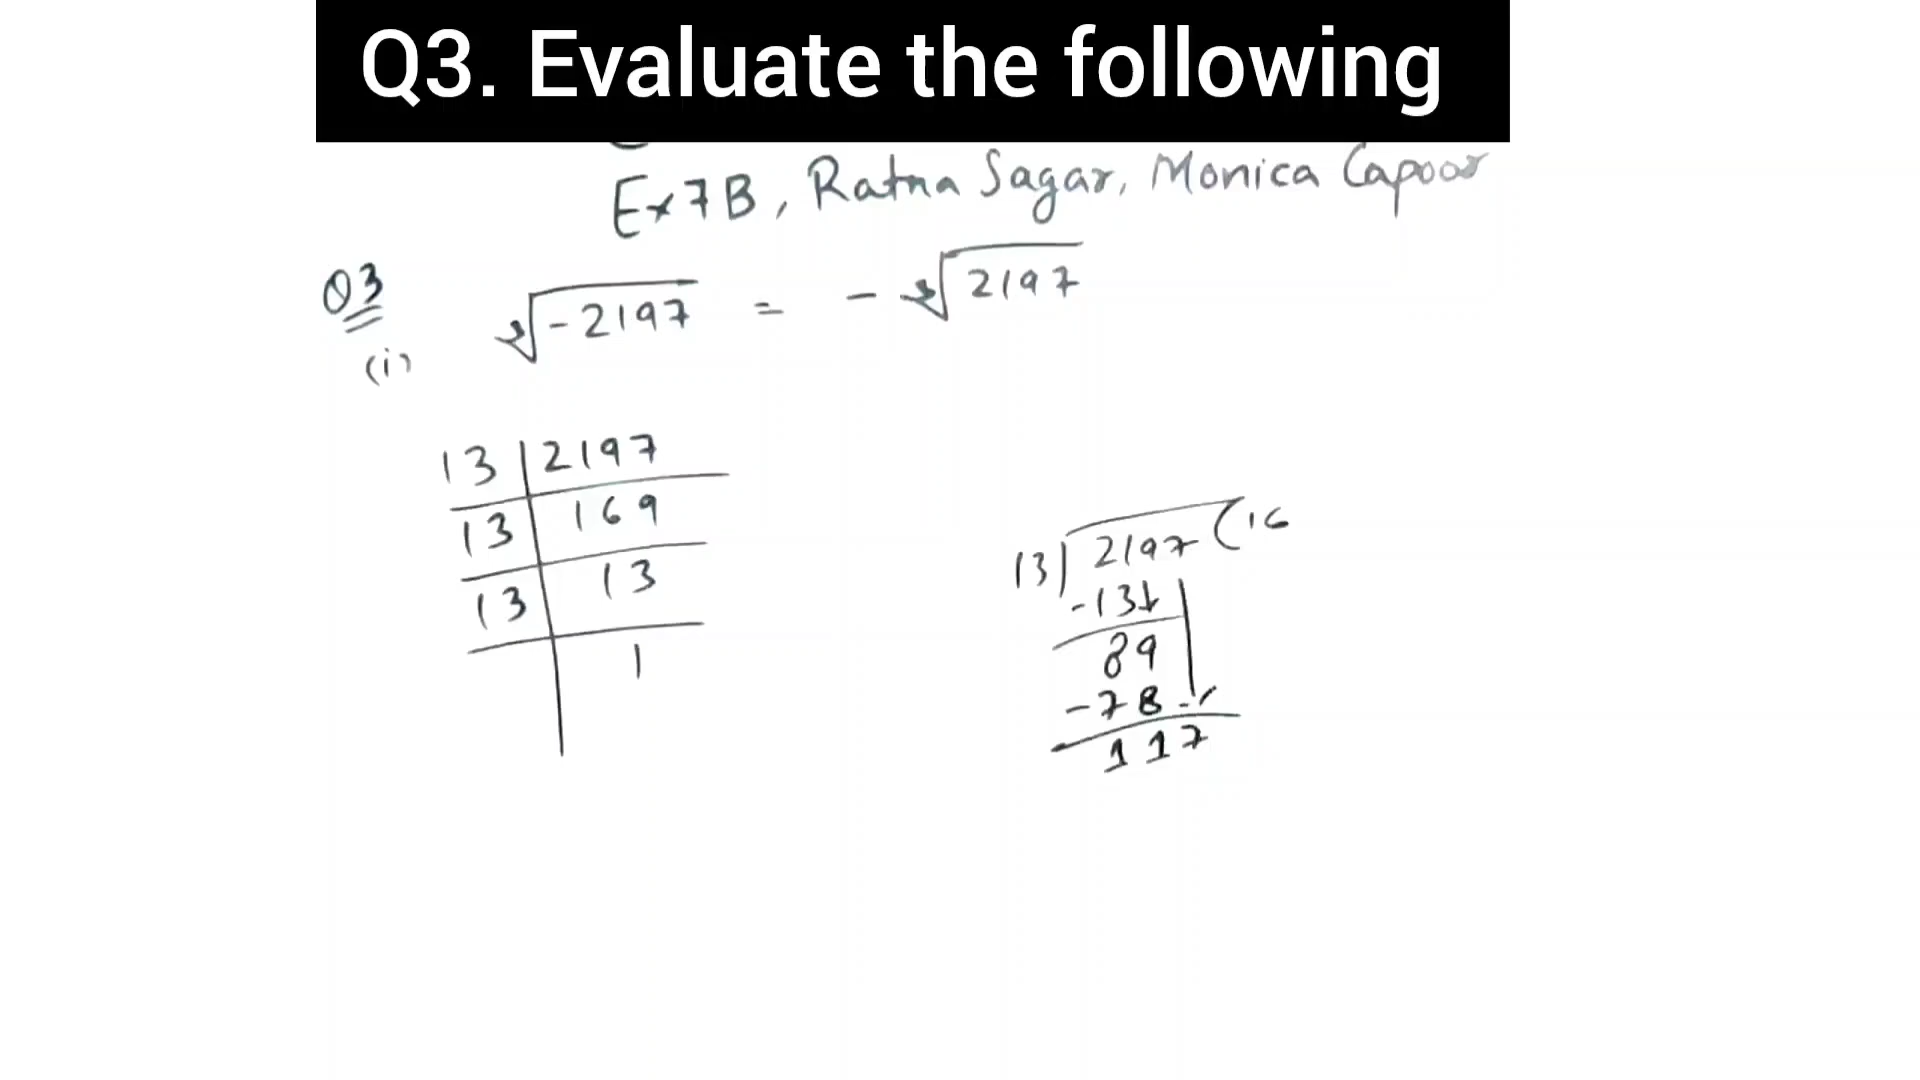 Q3. Evaluate the following
Ex 7B, Ratna Sagar, Monica Capoor
Q3
(i) ∛-2197 = - ∛2197
13 | 2197
13 | 169
13 | 13
1
13) 2197 (16
-13
89
-78
117